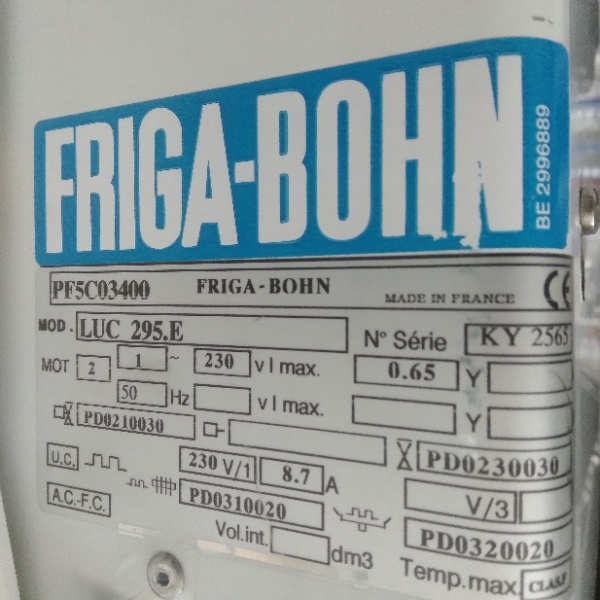 FRIGA-BOHN
BE 2996889
PF5C03400 FRIGA-BOHN MADE IN FRANCE CE
MOD. LUC 295.E N° Série KY 2565
MOT 2 1 ~ 230 v I max. 0.65 Y
50 Hz v I max. Y
PD0210030 PD0230030
U.C. 230 V/1 8.7 A V/3
A.C.-F.C. PD0310020 PD0320020
Vol.int. dm3 Temp.max.